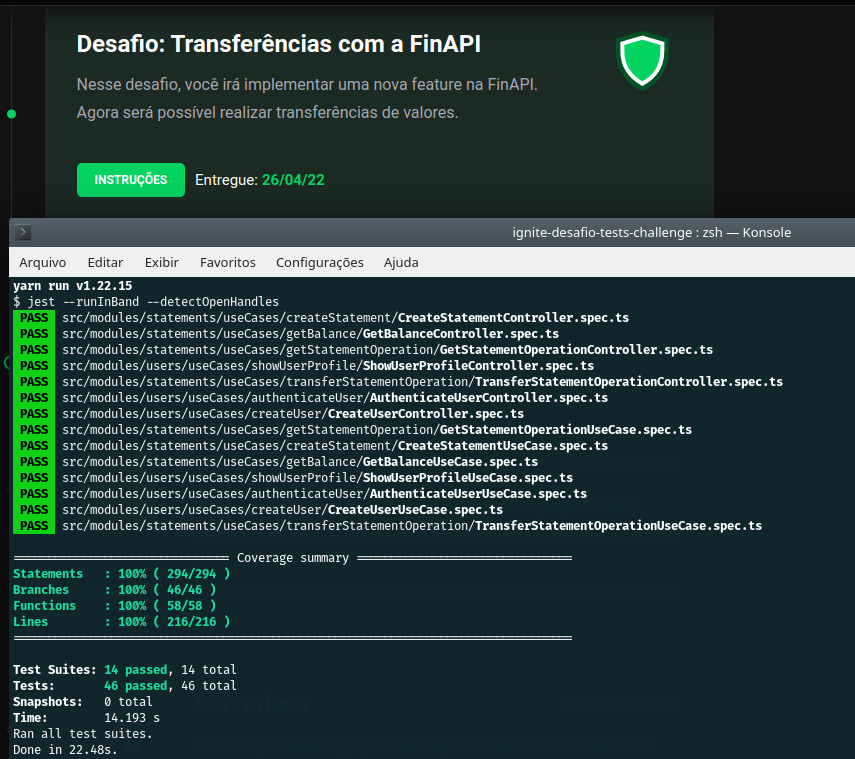 Desafio: Transferências com a FinAPI
Nesse desafio, você irá implementar uma nova feature na FinAPI.
Agora será possível realizar transferências de valores.
INSTRUÇÕES Entregue: 26/04/22
ignite-desafio-tests-challenge : zsh — Konsole
Arquivo Editar Exibir Favoritos Configurações Ajuda
yarn run v1.22.15
$ jest --runInBand --detectOpenHandles
PASS src/modules/statements/useCases/createStatement/CreateStatementController.spec.ts
PASS src/modules/statements/useCases/getBalance/GetBalanceController.spec.ts
PASS src/modules/statements/useCases/getStatementOperation/GetStatementOperationController.spec.ts
PASS src/modules/users/useCases/showUserProfile/ShowUserProfileController.spec.ts
PASS src/modules/statements/useCases/transferStatementOperation/TransferStatementOperationController.spec.ts
PASS src/modules/users/useCases/authenticateUser/AuthenticateUserController.spec.ts
PASS src/modules/users/useCases/createUser/CreateUserController.spec.ts
PASS src/modules/statements/useCases/getStatementOperation/GetStatementOperationUseCase.spec.ts
PASS src/modules/statements/useCases/createStatement/CreateStatementUseCase.spec.ts
PASS src/modules/statements/useCases/getBalance/GetBalanceUseCase.spec.ts
PASS src/modules/users/useCases/showUserProfile/ShowUserProfileUseCase.spec.ts
PASS src/modules/users/useCases/authenticateUser/AuthenticateUserUseCase.spec.ts
PASS src/modules/users/useCases/createUser/CreateUserUseCase.spec.ts
PASS src/modules/statements/useCases/transferStatementOperation/TransferStatementOperationUseCase.spec.ts
=============================== Coverage summary ===============================
Statements : 100% ( 294/294 )
Branches : 100% ( 46/46 )
Functions : 100% ( 58/58 )
Lines : 100% ( 216/216 )
================================================================================
Test Suites: 14 passed, 14 total
Tests: 46 passed, 46 total
Snapshots: 0 total
Serverless
Time: 14.193 s
Ran all test suites.
Done in 22.48s.